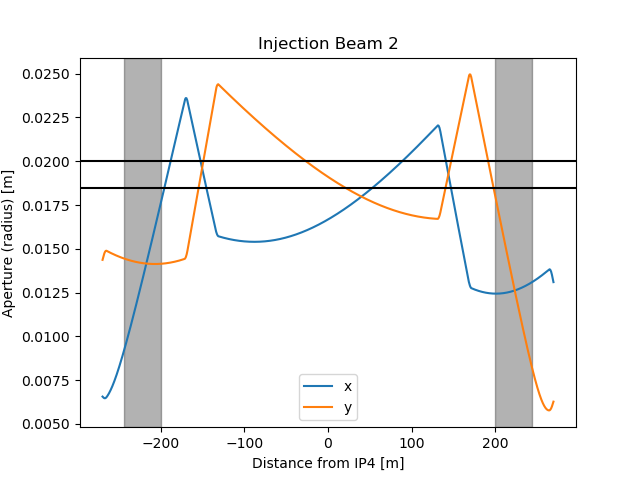 Injection Beam 2
Aperture (radius) [m]
0.0250
0.0225
0.0200
0.0175
0.0150
0.0125
0.0100
0.0075
0.0050
x
y
−200
−100
0
100
200
Distance from IP4 [m]